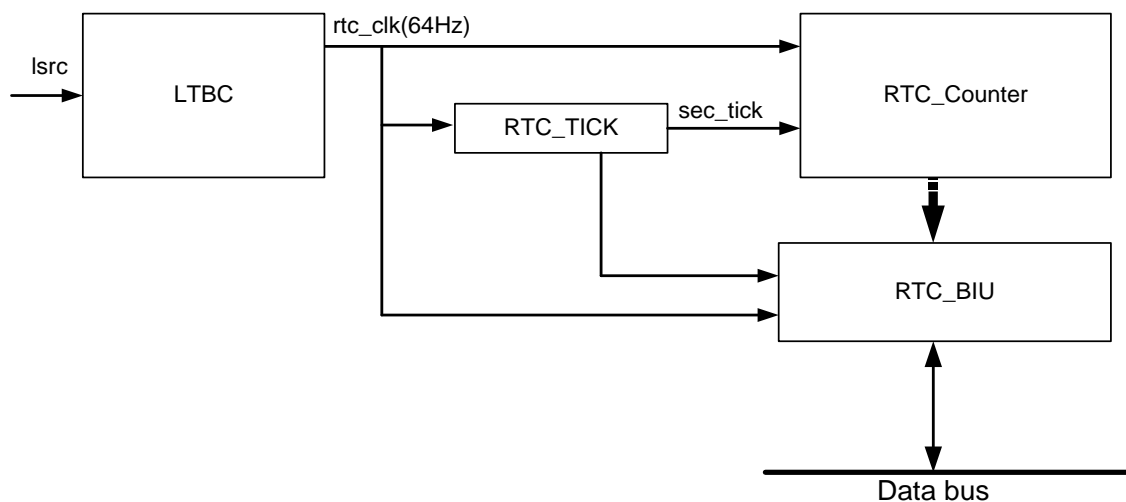 rtc_clk(64Hz)
lsrc
LTBC
RTC_Counter
RTC_TICK
sec_tick
RTC_BIU
Data bus